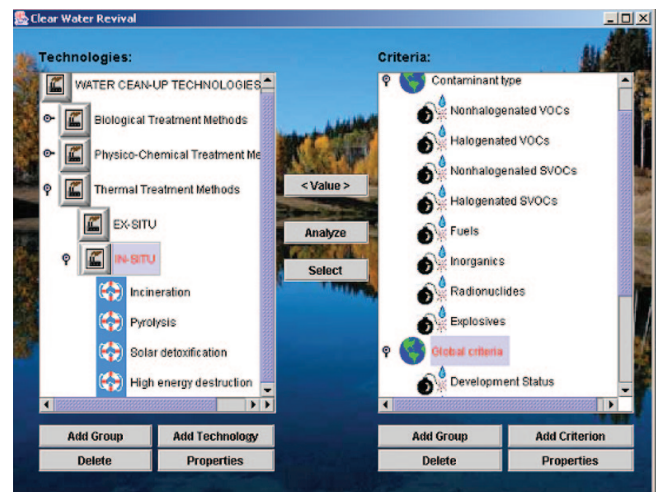 Clear Water Revival
Technologies:
WATER CEAN-UP TECHNOLOGIES
Biological Treatment Methods
Physico-Chemical Treatment Me
Thermal Treatment Methods
EX-SITU
IN-SITU
Incineration
Pyrolysis
Solar detoxification
High energy destruction
Add Group
Add Technology
Delete
Properties
< Value >
Analyze
Select
Criteria:
Contaminant type
Nonhalogenated VOCs
Halogenated VOCs
Nonhalogenated SVOCs
Halogenated SVOCs
Fuels
Inorganics
Radionuclides
Explosives
Global criteria
Development Status
Add Group
Add Criterion
Delete
Properties